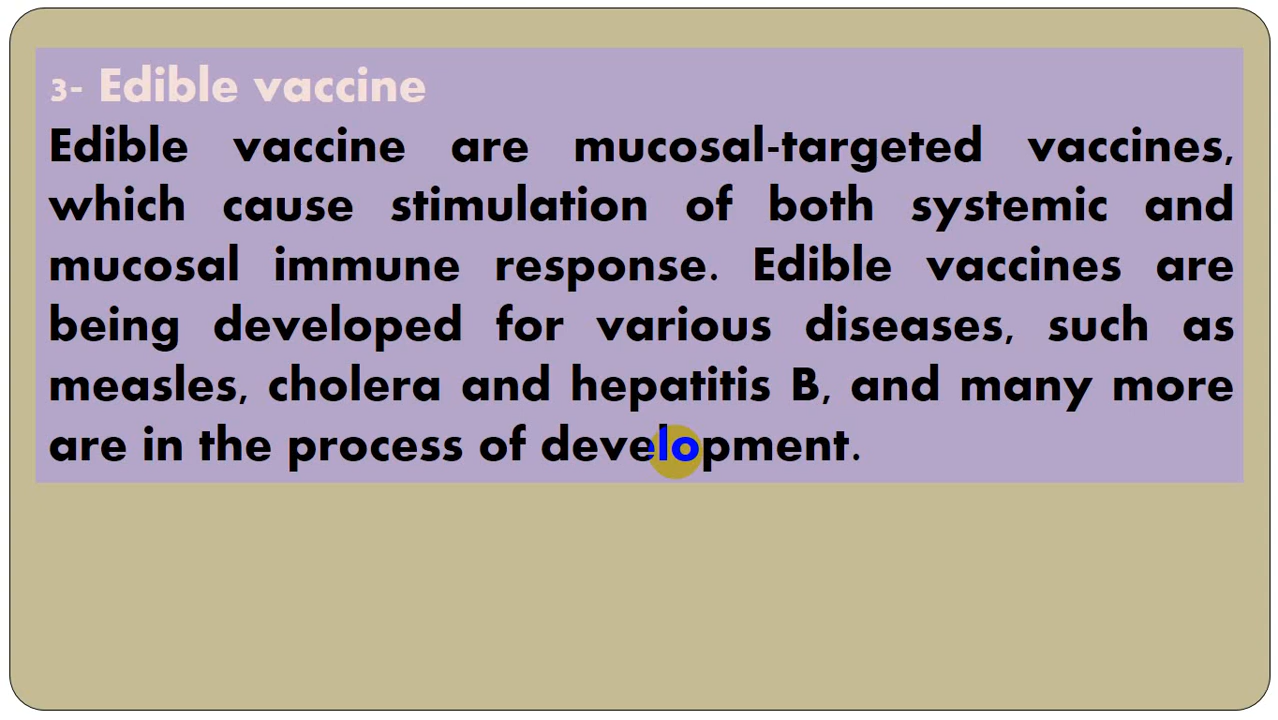 3- Edible vaccine
Edible vaccine are mucosal-targeted vaccines,
which cause stimulation of both systemic and
mucosal immune response. Edible vaccines are
being developed for various diseases, such as
measles, cholera and hepatitis B, and many more
are in the process of development.